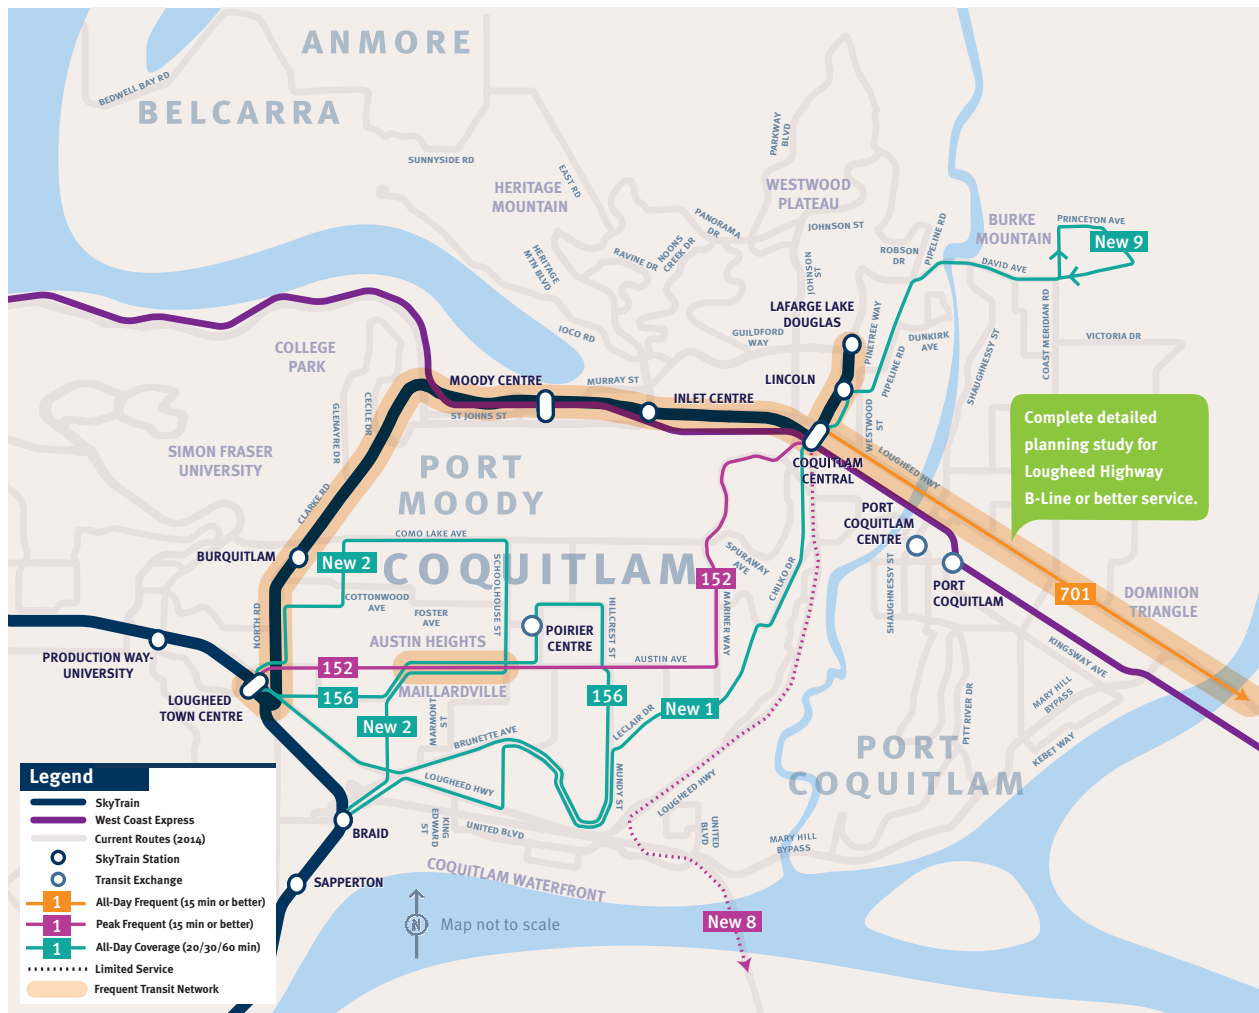 ANMORE
BEDWELL BAY RD
BELCARRA
SUNNYSIDE RD
EAST RD
HERITAGE
MOUNTAIN
PARKWAY
BLVD
WESTWOOD
PLATEAU
PANORAMA
DR
JOHNSON ST
BURKE
MOUNTAIN
PRINCETON AVE
New 9
PIPELINE RD
ROBSON
DR
DAVID AVE
NOONS
CREEK DR
RAVINE DR
HERITAGE
MTN BLVD
JOHNSON
ST
COAST MERIDIAN RD
LAFARGE LAKE
DOUGLAS
IOCO RD
GUILDFORD
WAY
PINETREE WAY
DUNKIRK
AVE
VICTORIA DR
SHAUGHNESSY ST
PIPELINE RD
COLLEGE
PARK
MOODY CENTRE
MURRAY ST
LINCOLN
INLET CENTRE
ST JOHNS ST
CECILE DR
GLENAYRE DR
WESTWOOD
ST
Complete detailed
planning study for
Lougheed Highway
B-Line or better service.
SIMON FRASER
UNIVERSITY
PORT
MOODY
COQUITLAM
CENTRAL
LOUGHEED HWY
CLARKE RD
PORT
COQUITLAM
CENTRE
COMO LAKE AVE
BURQUITLAM
New 2
COQUITLAM
SCHOOLHOUSE ST
SPURAWAY
AVE
152
CHILKO DR
PORT
COQUITLAM
701
DOMINION
TRIANGLE
COTTONWOOD
AVE
FOSTER
AVE
NORTH RD
AUSTIN HEIGHTS
POIRIER
CENTRE
HILLCREST ST
MARINER WAY
SHAUGHNESSY ST
PRODUCTION WAY-
UNIVERSITY
152
AUSTIN AVE
KINGSWAY AVE
LOUGHEED
TOWN CENTRE
156
MAILLARDVILLE
156
New 1
MARY HILL
BYPASS
New 2
MARMONT
ST
BRUNETTE AVE
LECLAIR DR
PITT RIVER DR
PORT
COQUITLAM
KEBET WAY
LOUGHEED HWY
MUNDY ST
LOUGHEED HWY
Legend
SkyTrain
West Coast Express
Current Routes (2014)
SkyTrain Station
Transit Exchange
1
All-Day Frequent (15 min or better)
1
Peak Frequent (15 min or better)
1
All-Day Coverage (20/30/60 min)
Limited Service
Frequent Transit Network
BRAID
KING
EDWARD
ST
UNITED BLVD
UNITED
BLVD
MARY HILL
BYPASS
SAPPERTON
COQUITLAM WATERFRONT
N
Map not to scale
New 8